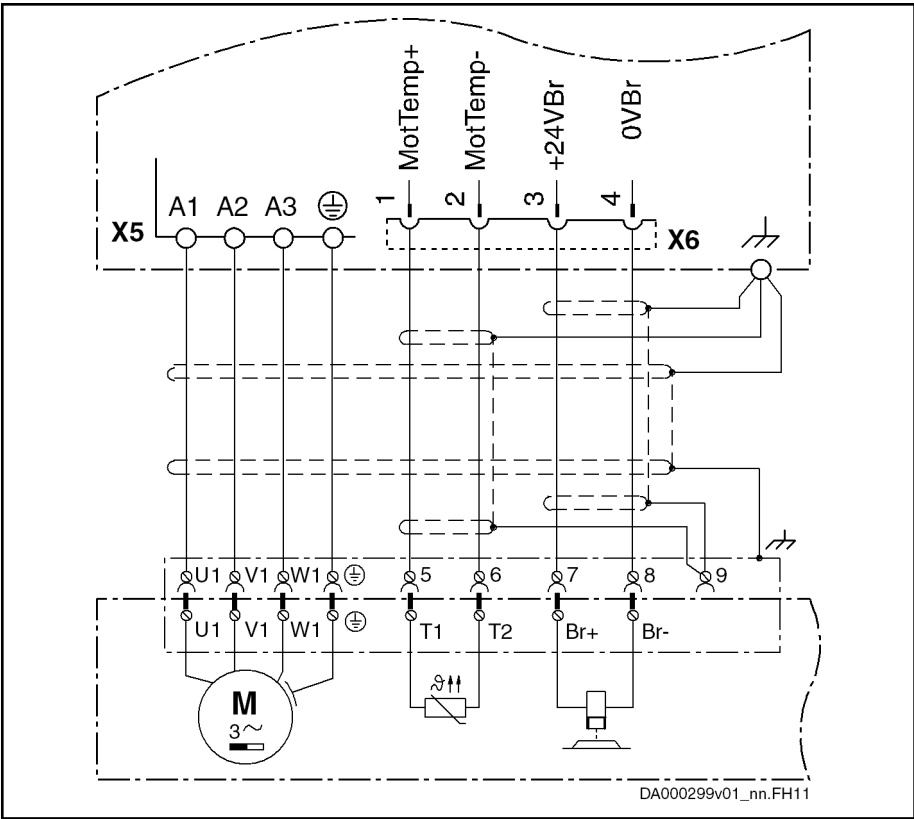 MotTemp+
MotTemp-
+24VBr
0VBr
1
2
3
4
X5
A1
A2
A3
X6
U1
V1
W1
5
6
7
8
9
U1
V1
W1
T1
T2
Br+
Br-
ϑ
M
3~
DA000299v01_nn.FH11